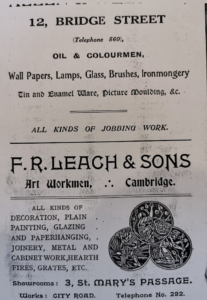 12, BRIDGE STREET
(Telephone 560),
OIL & COLOURMEN,
Wall Papers, Lamps, Glass, Brushes, Ironmongery
Tin and Enamel Ware, Picture Moulding, &c.
ALL KINDS OF JOBBING WORK.
F. R. LEACH & SONS
Art Workmen, ∴ Cambridge.
ALL KINDS OF
DECORATION, PLAIN
PAINTING, GLAZING
AND PAPERHANGING,
JOINERY, METAL AND
CABINET WORK, HEARTH
FIRES, GRATES, ETC.
Showrooms: 3, ST. MARY'S PASSAGE.
Works: CITY ROAD. Telephone No. 292.